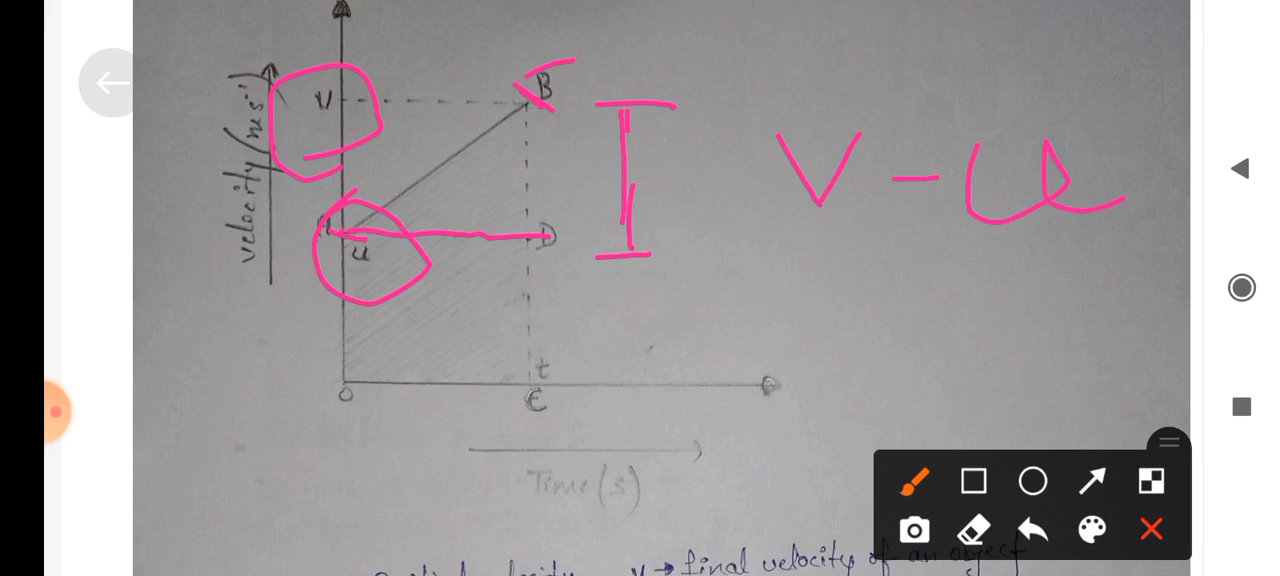 velocity (ms⁻¹)
V
B
V - U
A
D
t
O
C
Time (s)
v → final velocity of an object